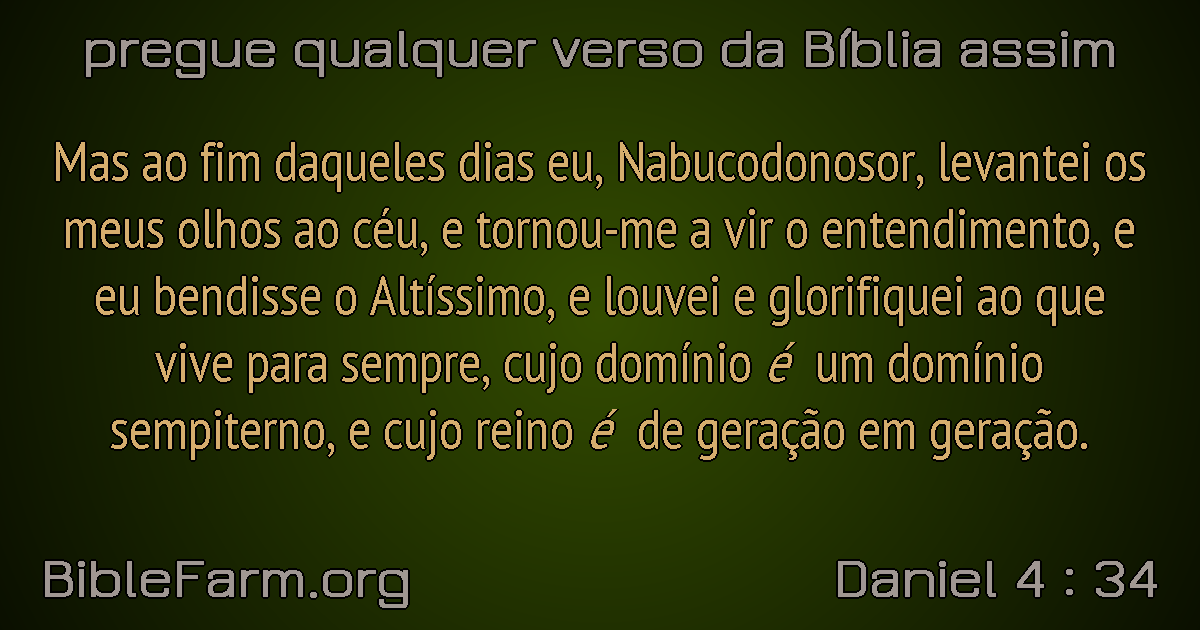 pregue qualquer verso da Bíblia assim
Mas ao fim daqueles dias eu, Nabucodonosor, levantei os
meus olhos ao céu, e tornou-me a vir o entendimento, e
eu bendisse o Altíssimo, e louvei e glorifiquei ao que
vive para sempre, cujo domínio é um domínio
sempiterno, e cujo reino é de geração em geração.
BibleFarm.org
Daniel 4 : 34